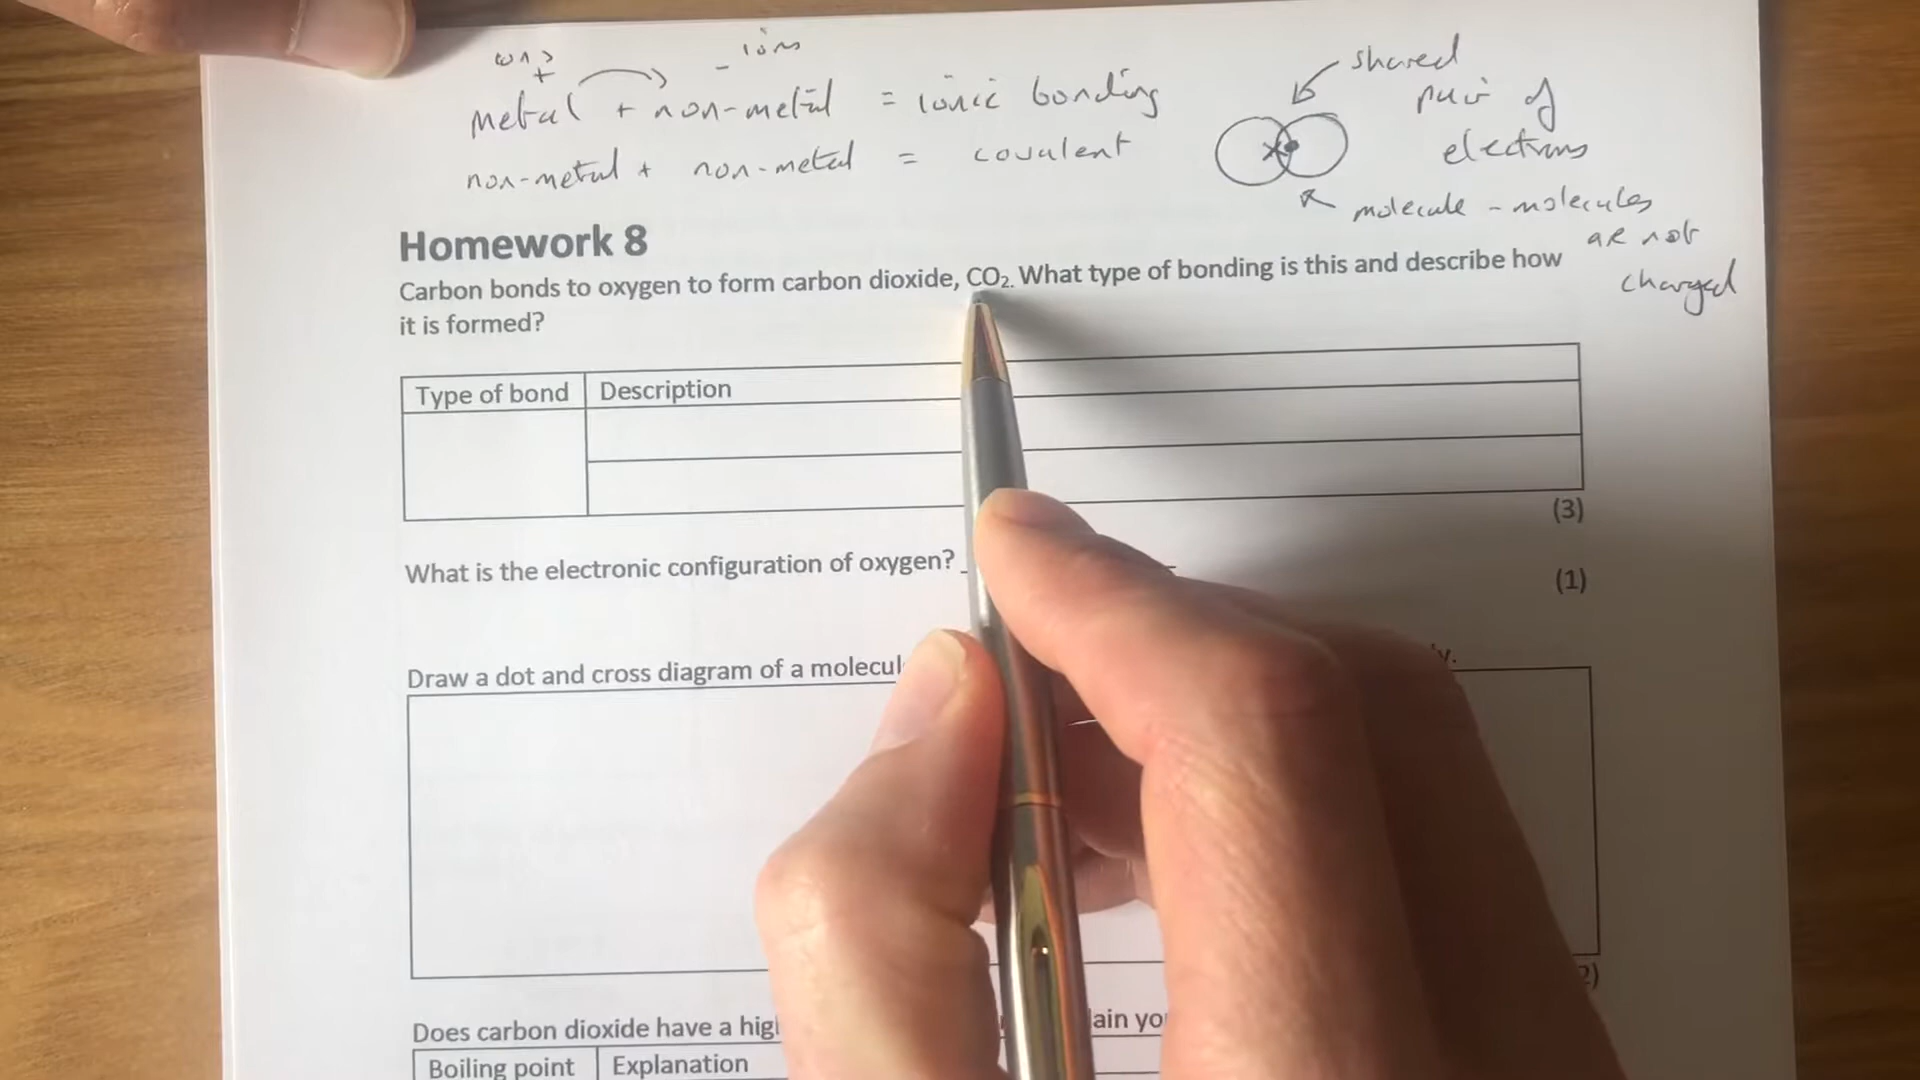 ions
+
- ions
metal + non-metal = ionic bonding
non-metal + non-metal = covalent
shared
pair of
electrons
molecule - molecules
are not
charged
Homework 8
Carbon bonds to oxygen to form carbon dioxide, CO₂. What type of bonding is this and describe how
it is formed?
Type of bond Description
(3)
What is the electronic configuration of oxygen?
(1)
Draw a dot and cross diagram of a
Does carbon dioxide have a
Boiling point Explanation